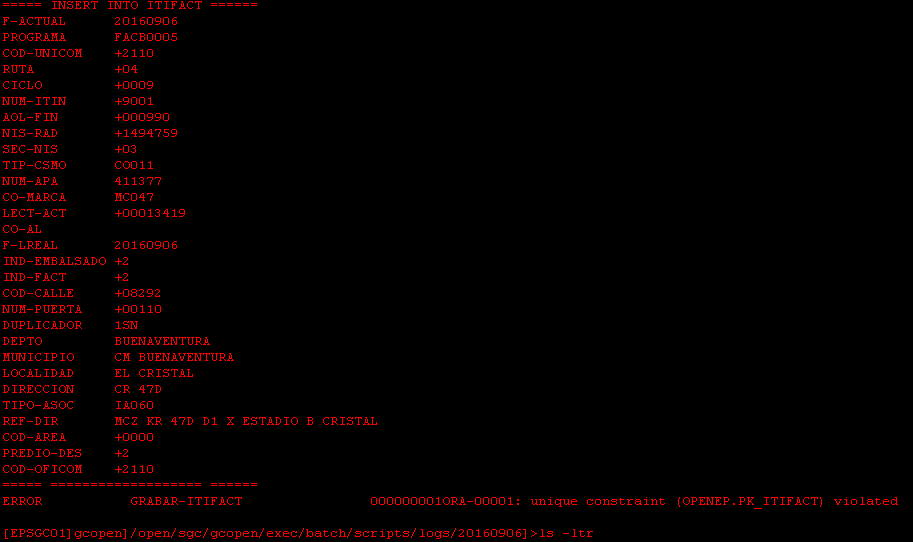 ===== INSERT INTO ITIFACT ======
F-ACTUAL 20160906
PROGRAMA FACB0005
COD-UNICOM +2110
RUTA +04
CICLO +0009
NUM-ITIN +9001
AOL-FIN +000990
NIS-RAD +1494759
SEC-NIS +03
TIP-CSMO CO011
NUM-APA 411377
CO-MARCA MC047
LECT-ACT +00013419
CO-AL
F-LREAL 20160906
IND-EMBALSADO +2
IND-FACT +2
COD-CALLE +08292
NUM-PUERTA +00110
DUPLICADOR 1SN
DEPTO BUENAVENTURA
MUNICIPIO CM BUENAVENTURA
LOCALIDAD EL CRISTAL
DIRECCION CR 47D
TIPO-ASOC IA060
REF-DIR MCZ KR 47D D1 X ESTADIO B CRISTAL
COD-AREA +0000
PREDIO-DES +2
COD-OFICOM +2110
===== =================== ======
ERROR GRABAR-ITIFACT 000000001ORA-00001: unique constraint (OPENEP.PK_ITIFACT) violated
[EPSGC01]gcopen]/open/sgc/gcopen/exec/batch/scripts/logs/20160906]>ls -ltr